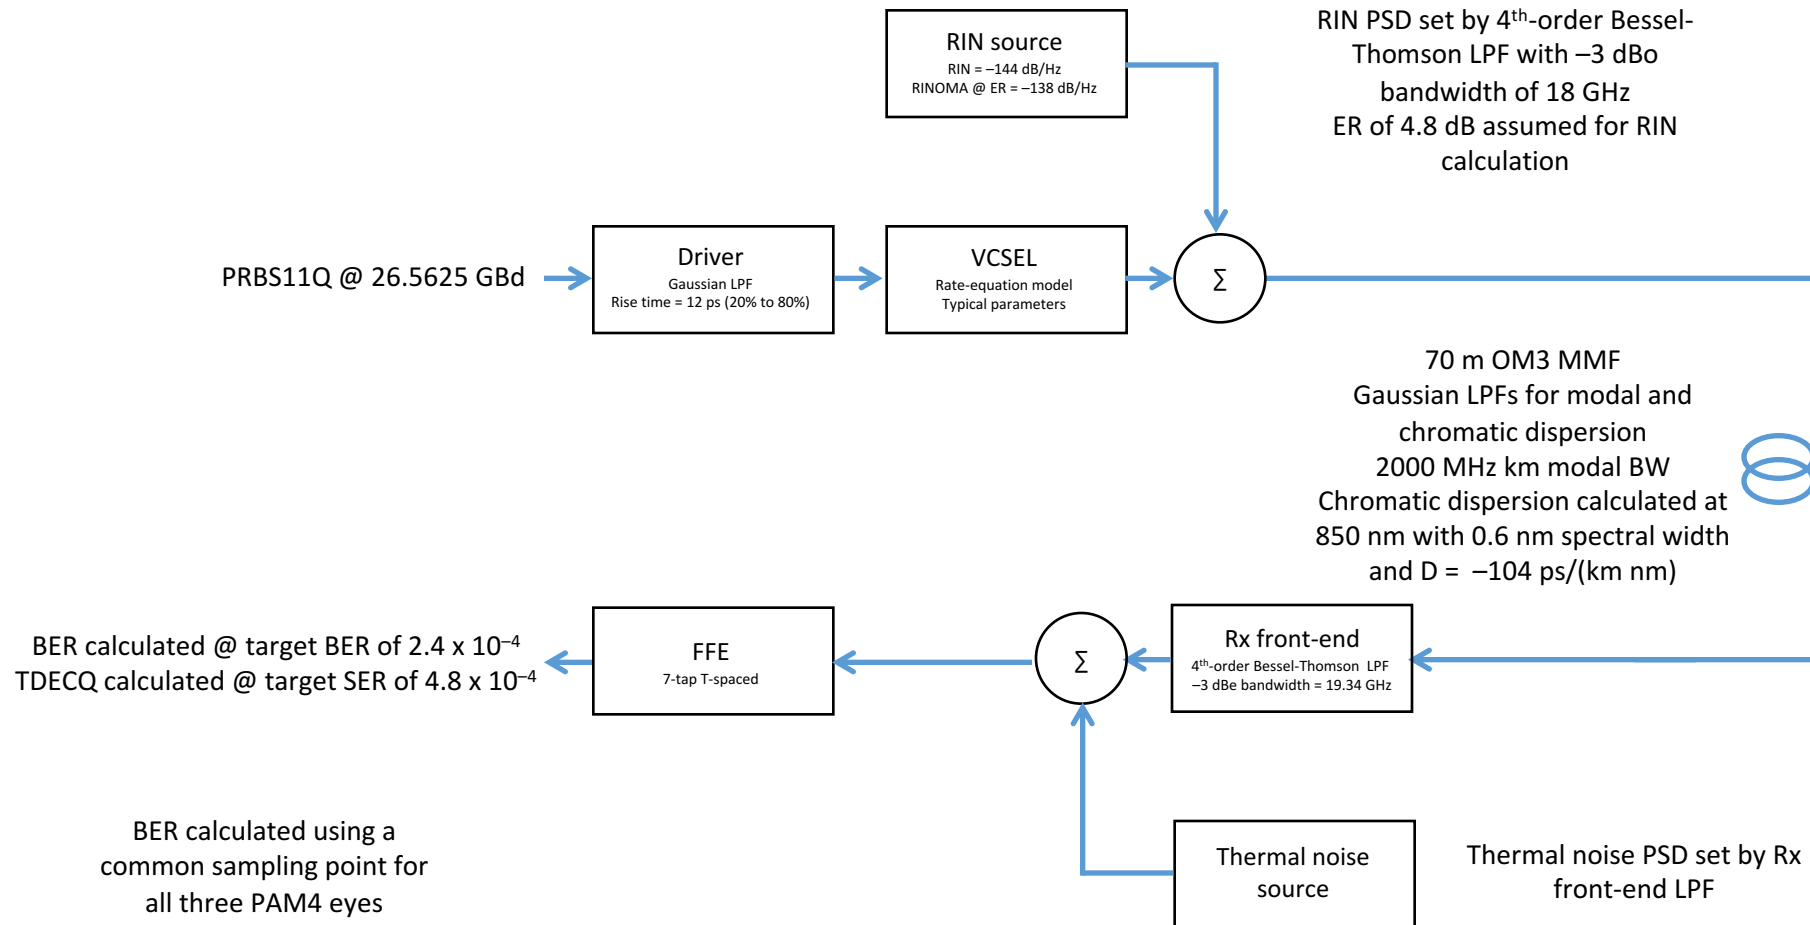 RIN source
RIN = –144 dB/Hz
RINOMA @ ER = –138 dB/Hz
RIN PSD set by 4th-order Bessel-
Thomson LPF with –3 dBo
bandwidth of 18 GHz
ER of 4.8 dB assumed for RIN
calculation
PRBS11Q @ 26.5625 GBd
Driver
Gaussian LPF
Rise time = 12 ps (20% to 80%)
VCSEL
Rate-equation model
Typical parameters
Σ
70 m OM3 MMF
Gaussian LPFs for modal and
chromatic dispersion
2000 MHz km modal BW
Chromatic dispersion calculated at
850 nm with 0.6 nm spectral width
and D = –104 ps/(km nm)
BER calculated @ target BER of 2.4 x 10–4
TDECQ calculated @ target SER of 4.8 x 10–4
FFE
7-tap T-spaced
Σ
Rx front-end
4th-order Bessel-Thomson LPF
–3 dBe bandwidth = 19.34 GHz
BER calculated using a
common sampling point for
all three PAM4 eyes
Thermal noise
source
Thermal noise PSD set by Rx
front-end LPF